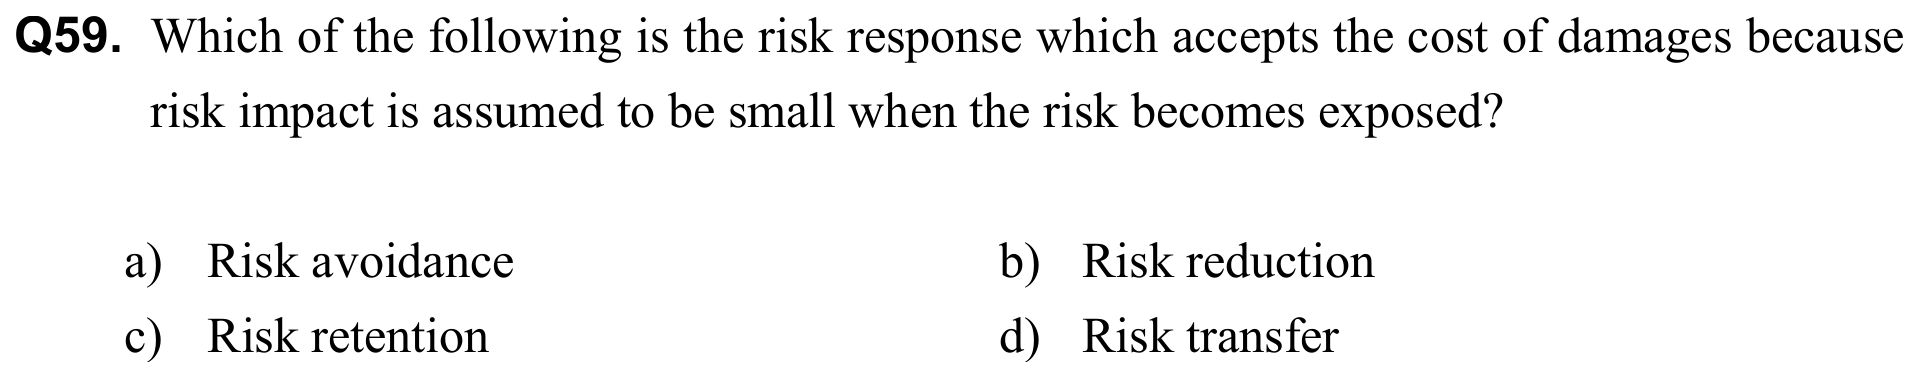 Q59. Which of the following is the risk response which accepts the cost of damages because
risk impact is assumed to be small when the risk becomes exposed?
a) Risk avoidance b) Risk reduction
c) Risk retention d) Risk transfer